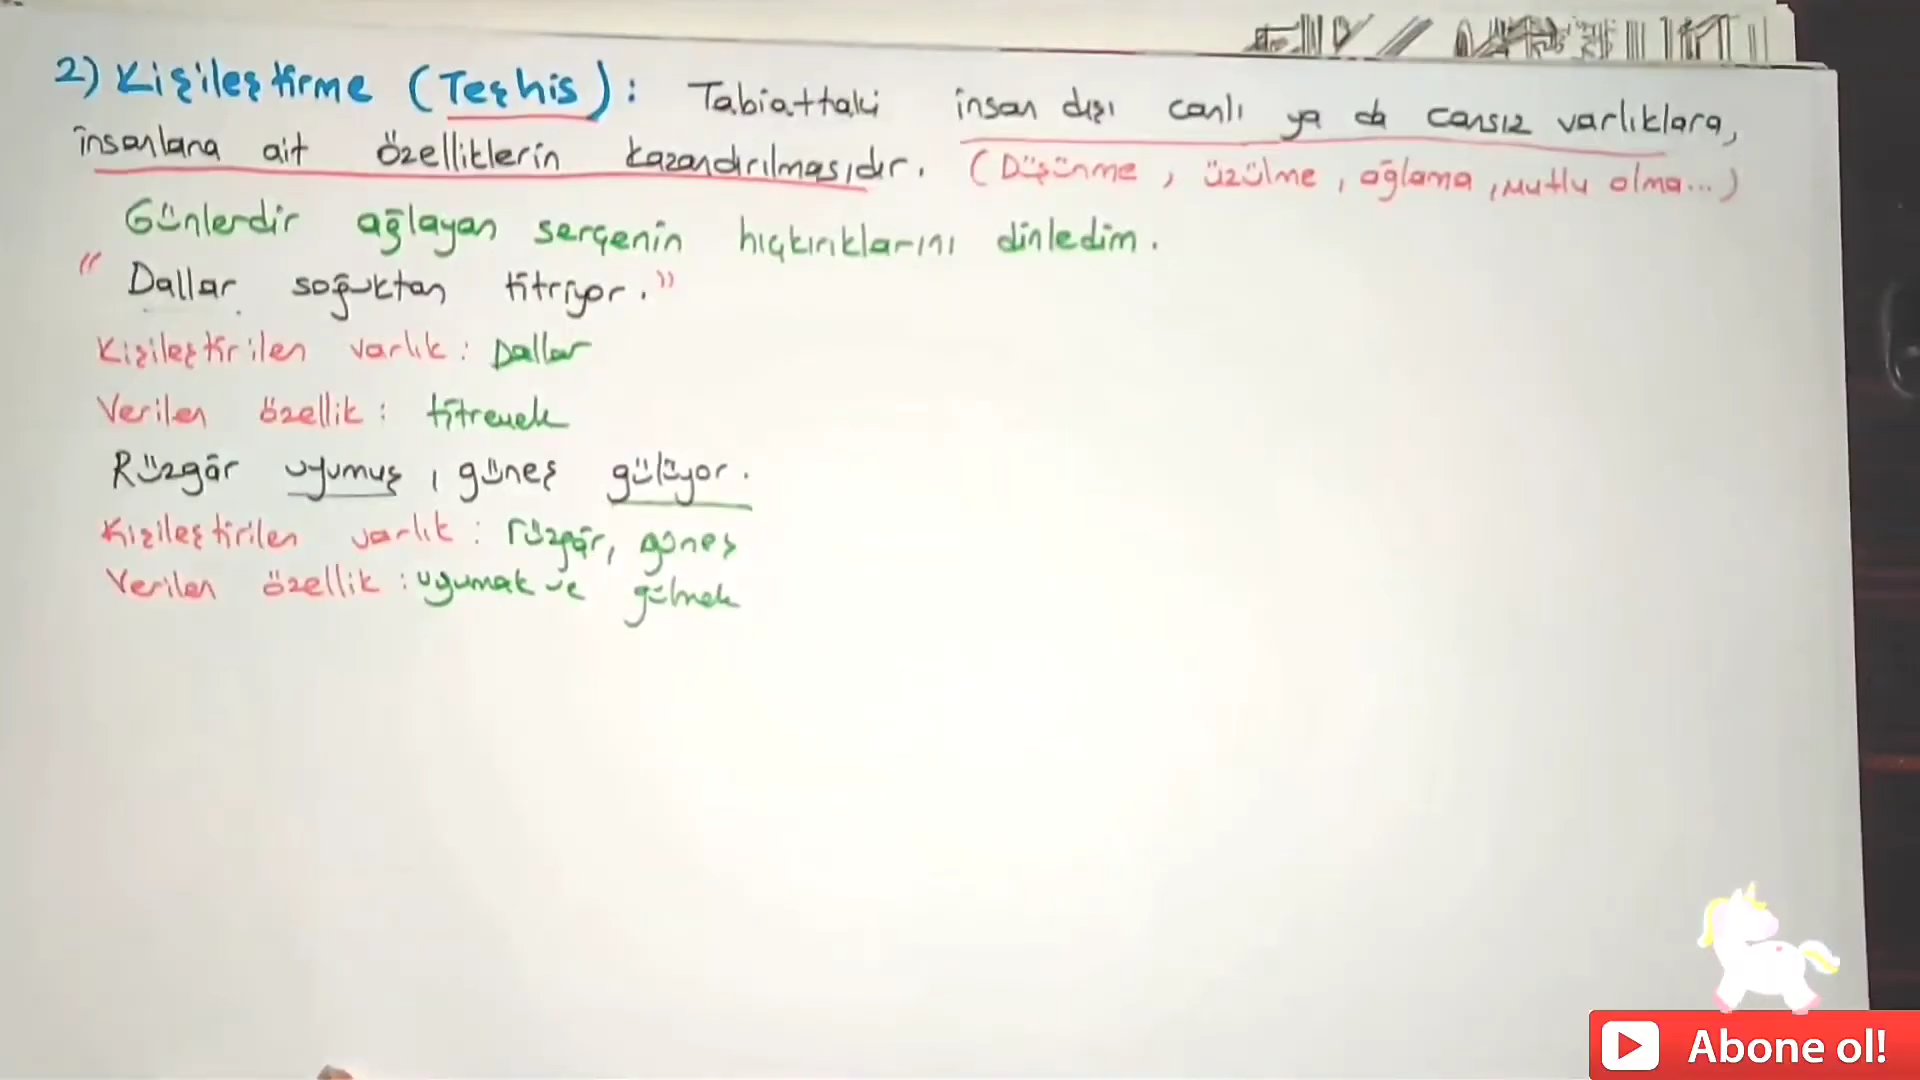 2) Kişileştirme (Teşhis): Tabiattaki insan dışı canlı ya da cansız varlıklara,
insanlara ait özelliklerin kazandırılmasıdır. (Düşünme, üzülme, ağlama, mutlu olma...)
Günlerdir ağlayan serçenin hıçkırıklarını dinledim.
"Dallar soğuktan titriyor."
Kişileştirilen varlık: Dallar
Verilen özellik: titremek
Rüzgâr uyumuş, güneş gülüyor.
Kişileştirilen varlık: rüzgâr, güneş
Verilen özellik: uyumak ve gülmek
Abone ol!